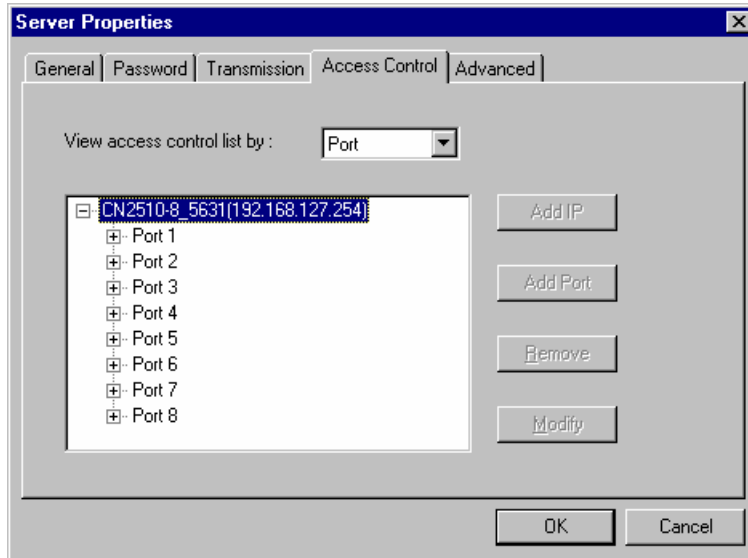 Server Properties
General Password Transmission Access Control Advanced
View access control list by : Port
CN2510-8_5631(192.168.127.254) Add IP
Port 1
Port 2
Port 3 Add Port
Port 4
Port 5
Port 6 Remove
Port 7
Port 8 Modify
OK Cancel